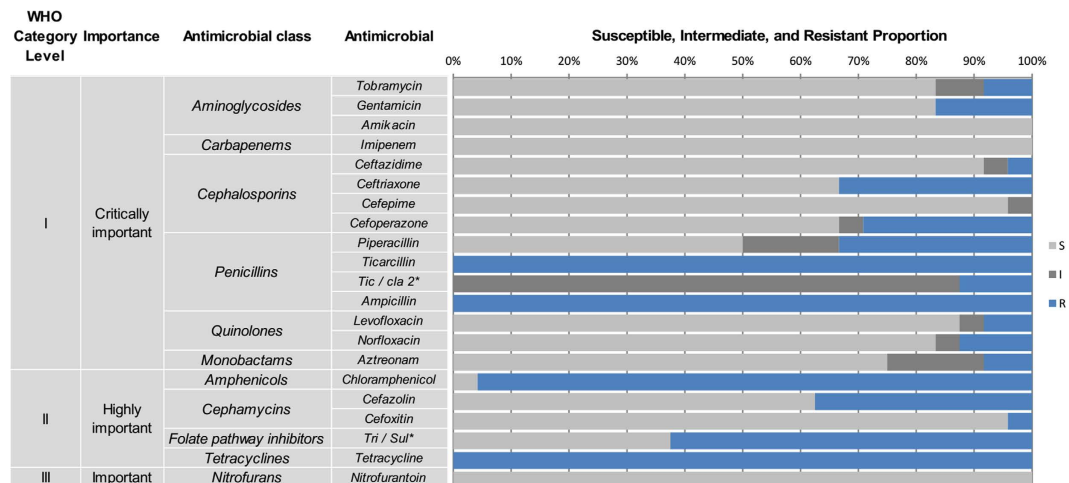 WHO Category Level Importance Antimicrobial class Antimicrobial Susceptible, Intermediate, and Resistant Proportion
0% 10% 20% 30% 40% 50% 60% 70% 80% 90% 100%
I
Critically important
Aminoglycosides
Tobramycin
Gentamicin
Amikacin
Carbapenems
Imipenem
Cephalosporins
Ceftazidime
Ceftriaxone
Cefepime
Cefoperazone
Penicillins
Piperacillin
Ticarcillin
Tic / cla 2*
Ampicillin
Quinolones
Levofloxacin
Norfloxacin
Monobactams
Aztreonam
II
Highly important
Amphenicols
Chloramphenicol
Cephamycins
Cefazolin
Cefoxitin
Folate pathway inhibitors
Tri / Sul*
Tetracyclines
Tetracycline
III
Important
Nitrofurans
Nitrofurantoin
S
I
R